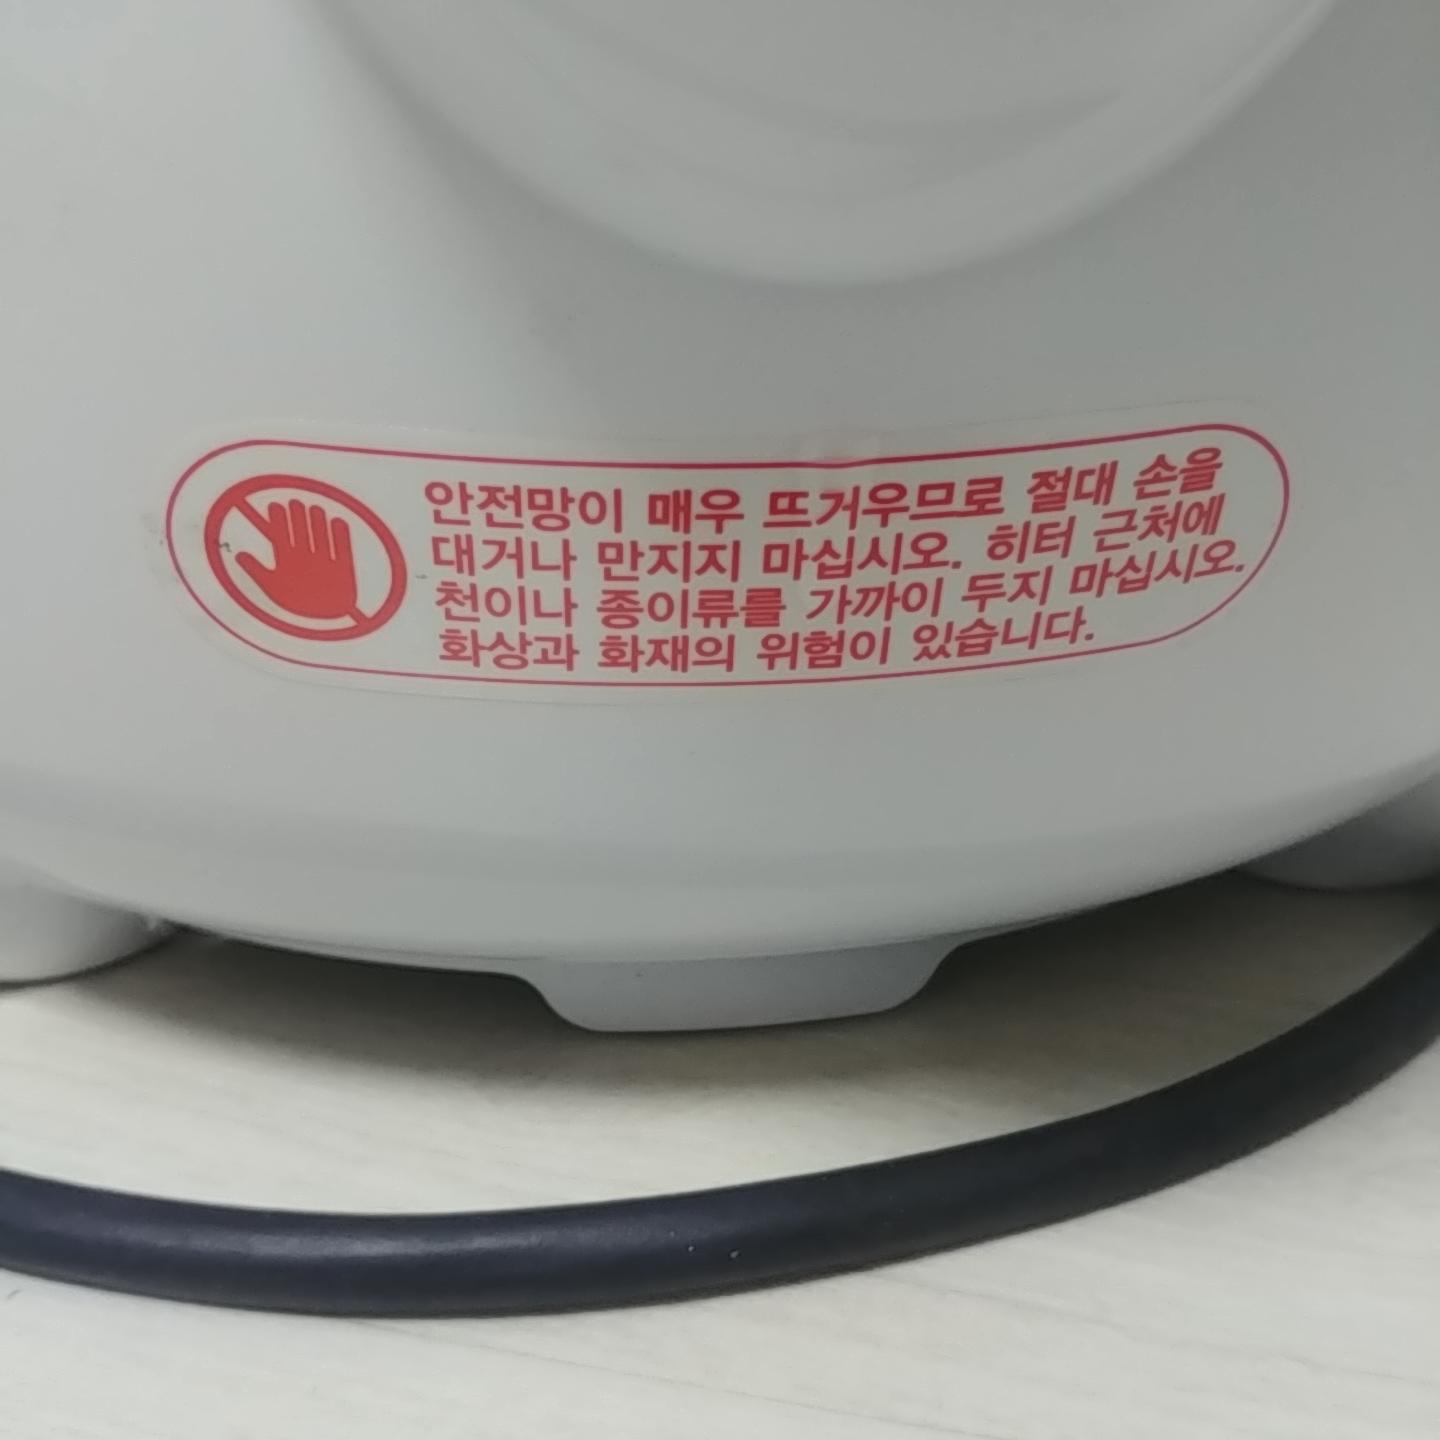 안전망이 매우 뜨거우므로 절대 손을
대거나 만지지 마십시오. 히터 근처에
천이나 종이류를 가까이 두지 마십시오.
화상과 화재의 위험이 있습니다.